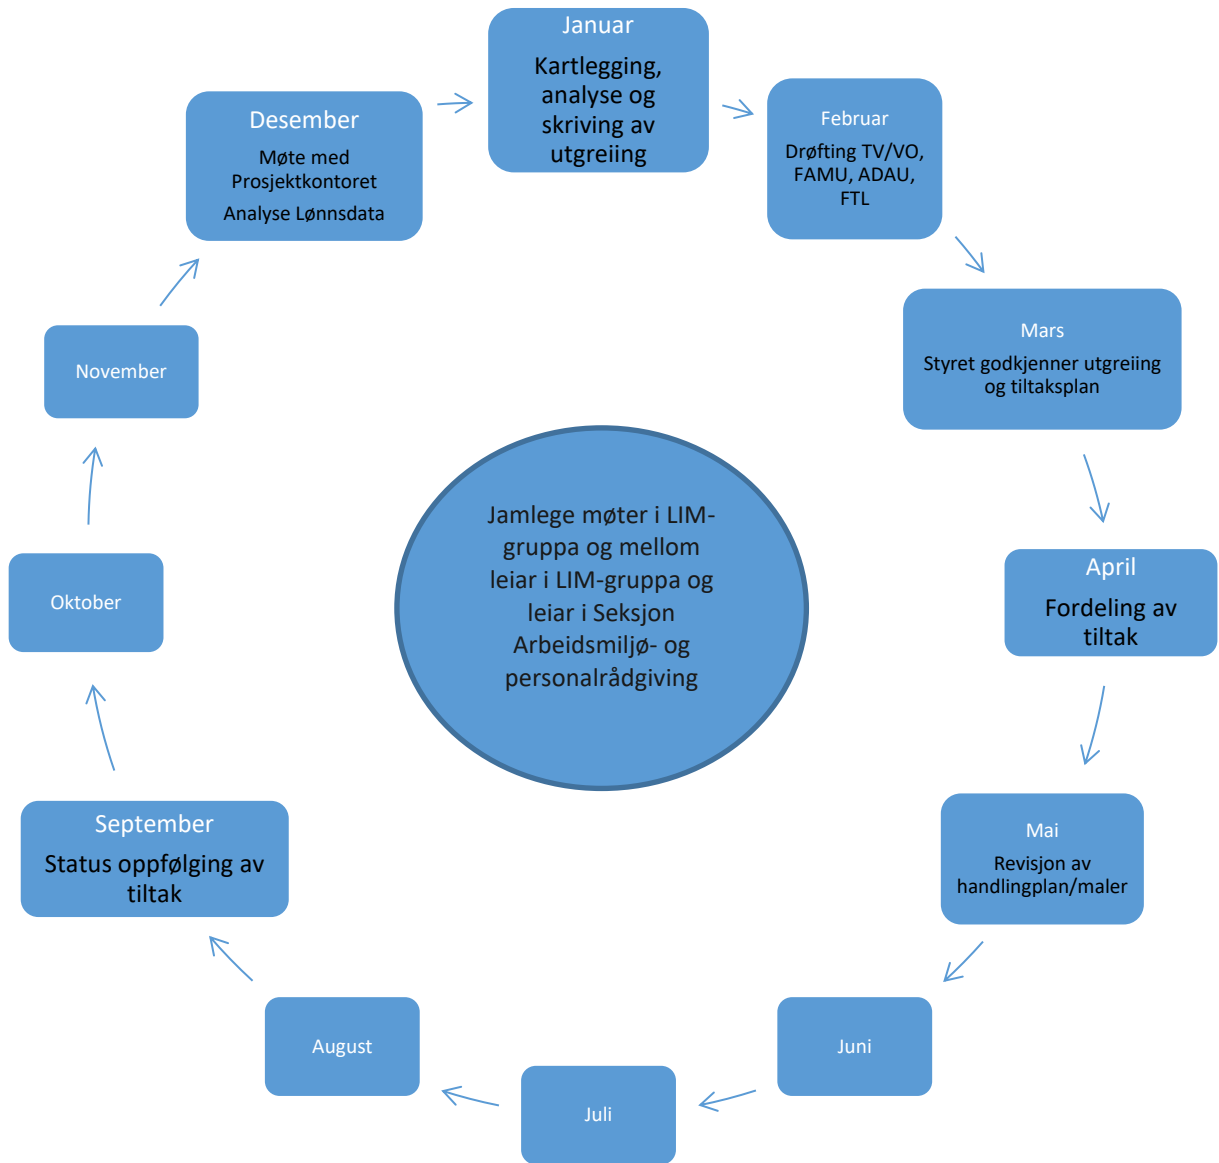 Januar
Kartlegging,
analyse og
skriving av
utgreiing
Februar
Drøfting TV/VO,
FAMU, ADAU,
FTL
Mars
Styret godkjenner utgreiing
og tiltaksplan
April
Fordeling av
tiltak
Mai
Revisjon av
handlingplan/maler
Juni
Juli
August
September
Status oppfølging av
tiltak
Oktober
November
Desember
Møte med
Prosjektkontoret
Analyse Lønnsdata
Jamlege møter i LIM-
gruppa og mellom
leiar i LIM-gruppa og
leiar i Seksjon
Arbeidsmiljø- og
personalrådgiving